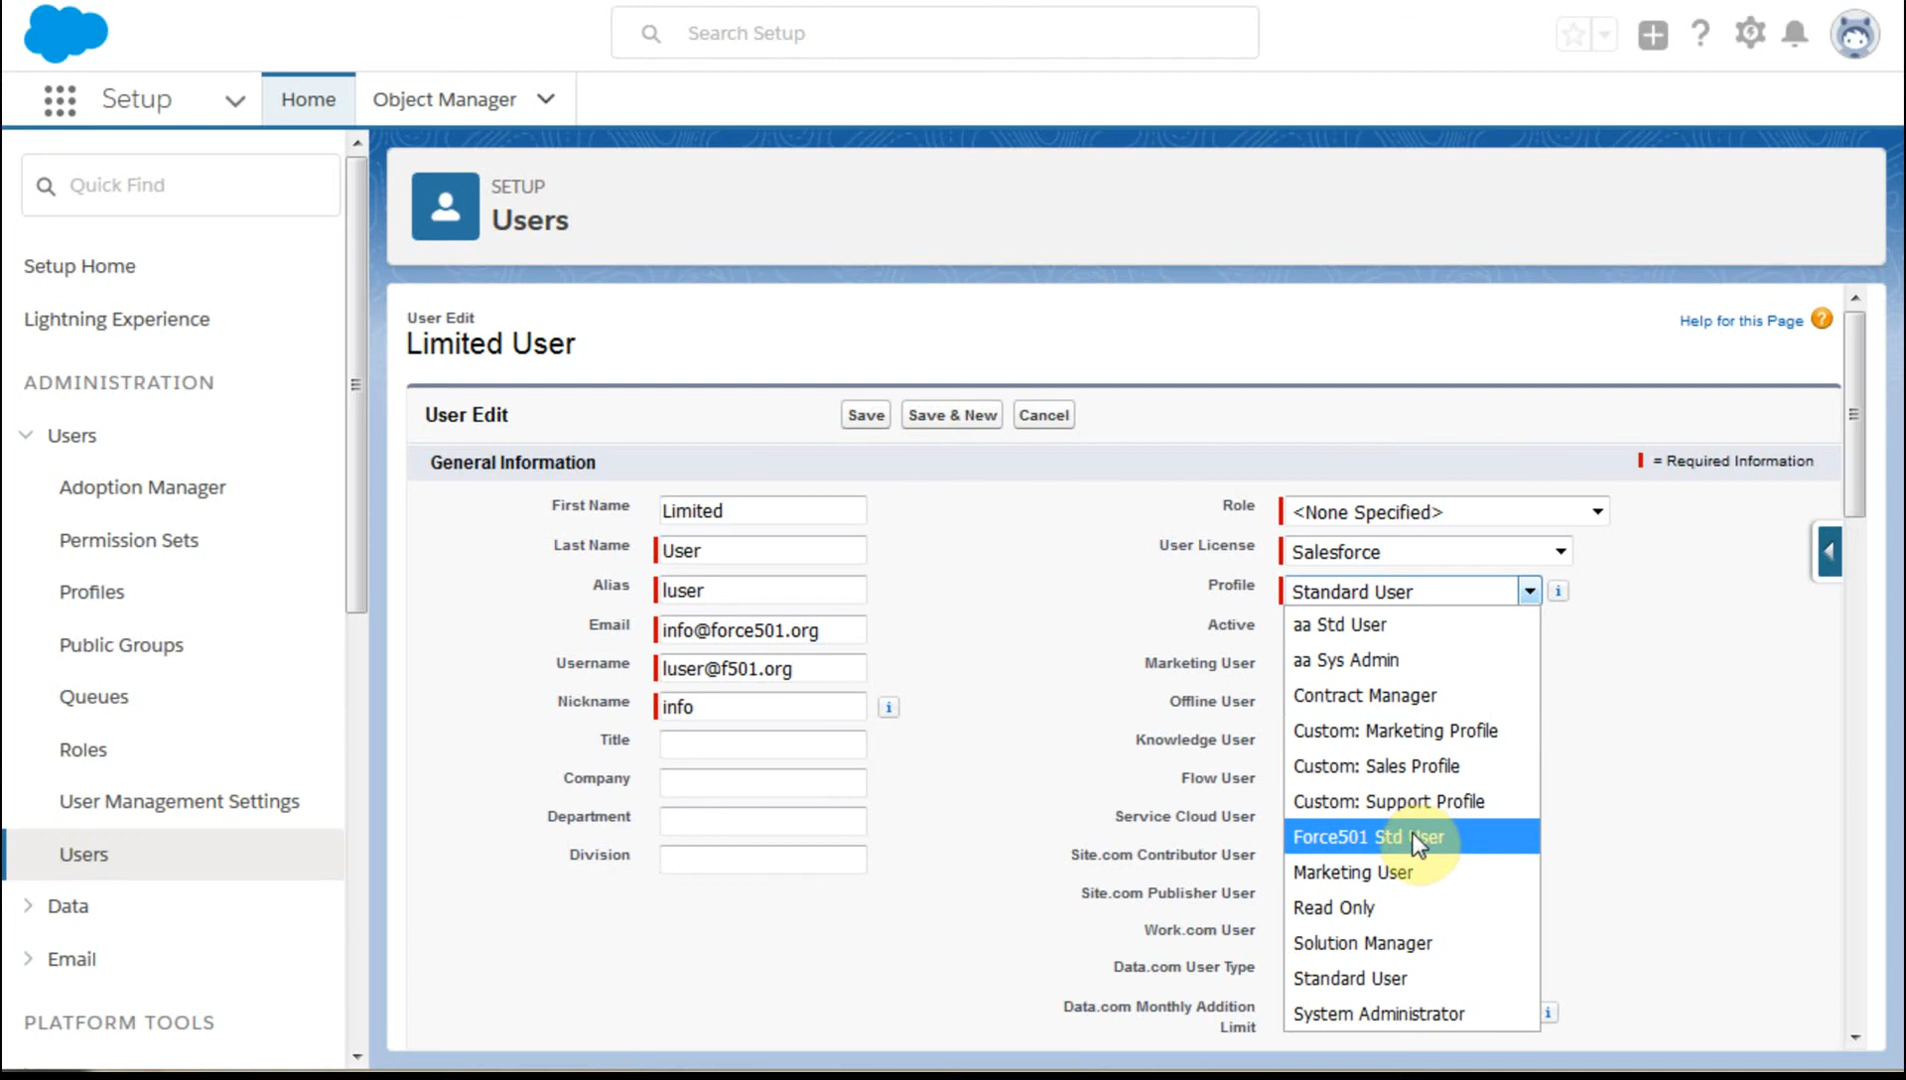 Search Setup
Setup
Home
Object Manager
Quick Find
Setup Home
Lightning Experience
ADMINISTRATION
Users
Adoption Manager
Permission Sets
Profiles
Public Groups
Queues
Roles
User Management Settings
Users
Data
Email
PLATFORM TOOLS
SETUP
Users
User Edit
Limited User
Help for this Page
User Edit
Save
Save & New
Cancel
General Information
= Required Information
First Name Limited
Last Name User
Alias luser
Email info@force501.org
Username luser@f501.org
Nickname info
Title
Company
Department
Division
Role <None Specified>
User License Salesforce
Profile Standard User
Active
Marketing User
Offline User
Knowledge User
Flow User
Service Cloud User
Site.com Contributor User
Site.com Publisher User
Work.com User
Data.com User Type
Data.com Monthly Addition
Limit
aa Std User
aa Sys Admin
Contract Manager
Custom: Marketing Profile
Custom: Sales Profile
Custom: Support Profile
Force501 Std User
Marketing User
Read Only
Solution Manager
Standard User
System Administrator